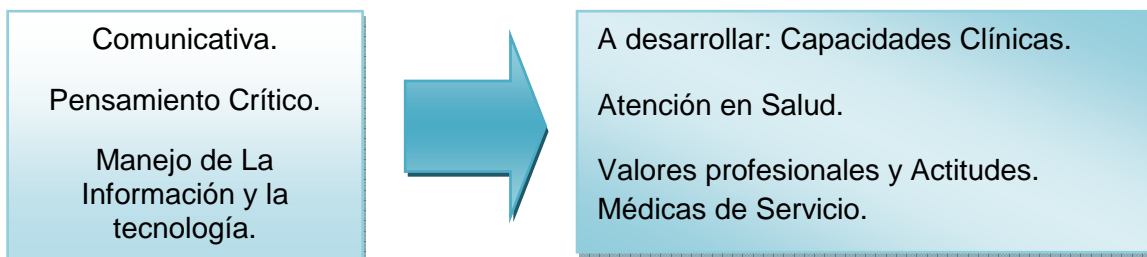 Comunicativa.
Pensamiento Crítico.
Manejo de La
Información y la
tecnología.
A desarrollar: Capacidades Clínicas.
Atención en Salud.
Valores profesionales y Actitudes.
Médicas de Servicio.